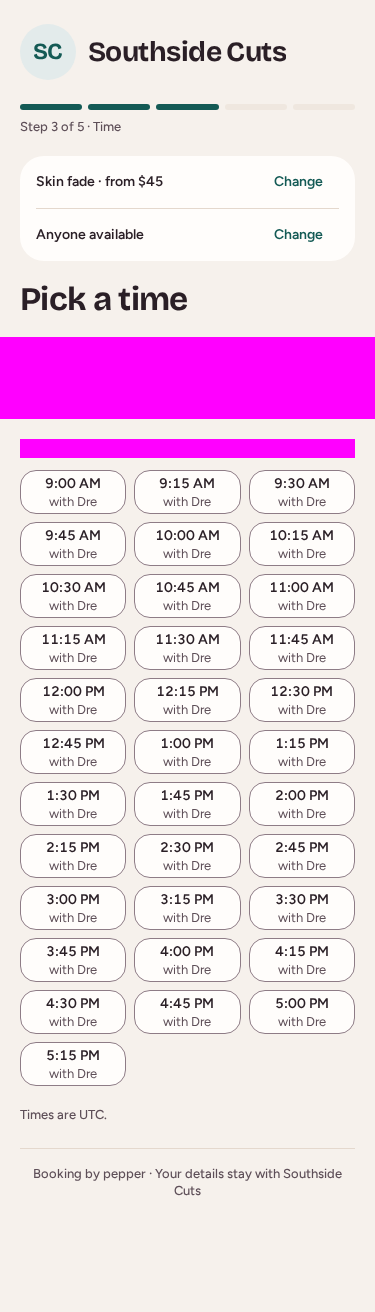 SC
Southside Cuts
Step 3 of 5 · Time
Skin fade · from $45
Change
Anyone available
Change
Pick a time
9:00 AM
with Dre
9:15 AM
with Dre
9:30 AM
with Dre
9:45 AM
with Dre
10:00 AM
with Dre
10:15 AM
with Dre
10:30 AM
with Dre
10:45 AM
with Dre
11:00 AM
with Dre
11:15 AM
with Dre
11:30 AM
with Dre
11:45 AM
with Dre
12:00 PM
with Dre
12:15 PM
with Dre
12:30 PM
with Dre
12:45 PM
with Dre
1:00 PM
with Dre
1:15 PM
with Dre
1:30 PM
with Dre
1:45 PM
with Dre
2:00 PM
with Dre
2:15 PM
with Dre
2:30 PM
with Dre
2:45 PM
with Dre
3:00 PM
with Dre
3:15 PM
with Dre
3:30 PM
with Dre
3:45 PM
with Dre
4:00 PM
with Dre
4:15 PM
with Dre
4:30 PM
with Dre
4:45 PM
with Dre
5:00 PM
with Dre
5:15 PM
with Dre
Times are UTC.
Booking by pepper · Your details stay with Southside
Cuts